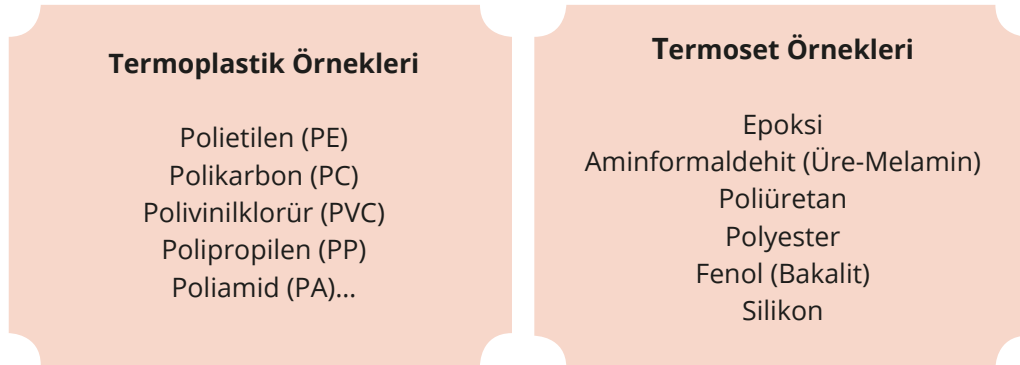 Termoplastik Örnekleri
Polietilen (PE)
Polikarbon (PC)
Polivinilklorür (PVC)
Polipropilen (PP)
Poliamid (PA)...
Termoset Örnekleri
Epoksi
Aminformaldehit (Üre-Melamin)
Poliüretan
Polyester
Fenol (Bakalit)
Silikon